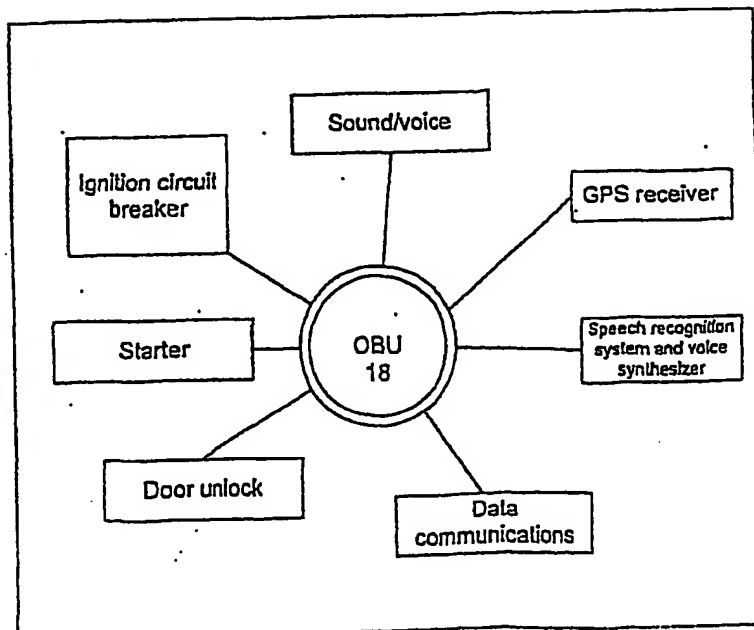 Sound/voice
Ignition circuit
breaker
GPS receiver
Starter
OBU
18
Speech recognition
system and voice
synthesizer
Door unlock
Data
communications